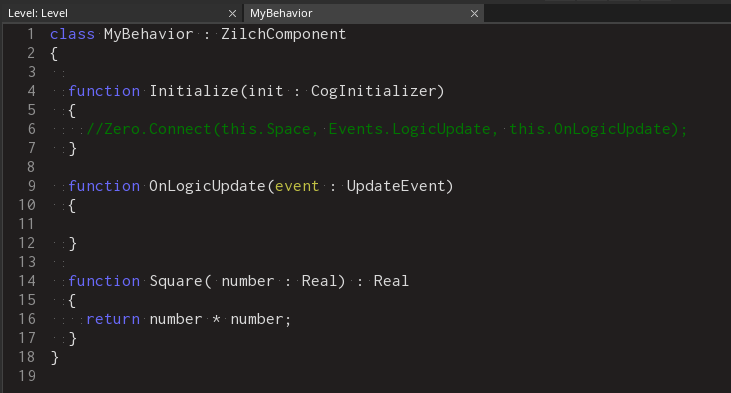 Level: Level × MyBehavior ×
1 class MyBehavior : ZilchComponent
2 {
3
4 function Initialize(init : CogInitializer)
5 {
6 //Zero.Connect(this.Space, Events.LogicUpdate, this.OnLogicUpdate);
7 }
8
9 function OnLogicUpdate(event : UpdateEvent)
10 {
11
12 }
13
14 function Square( number : Real) : Real
15 {
16 return number * number;
17 }
18 }
19